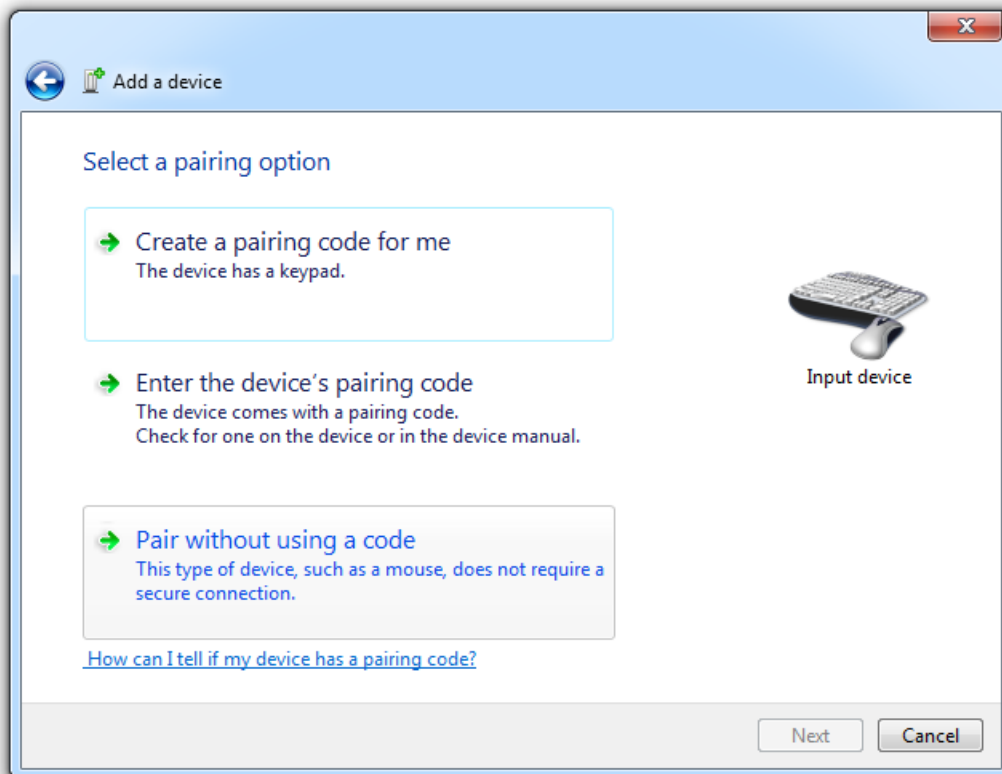 Add a device
Select a pairing option
Create a pairing code for me
The device has a keypad.
Enter the device’s pairing code
The device comes with a pairing code.
Check for one on the device or in the device manual.
Input device
Pair without using a code
This type of device, such as a mouse, does not require a
secure connection.
How can I tell if my device has a pairing code?
Next
Cancel